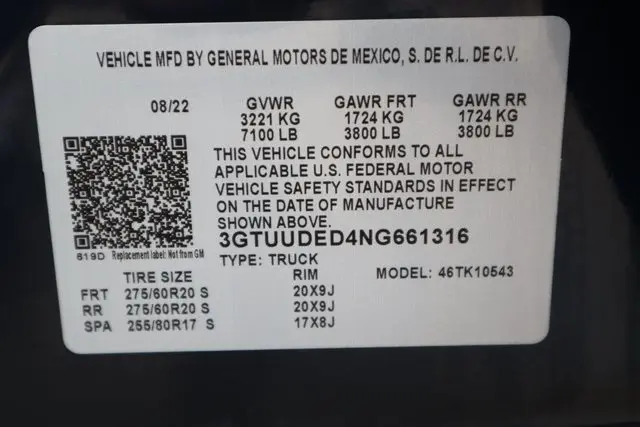 VEHICLE MFD BY GENERAL MOTORS DE MEXICO, S. DE R.L. DE C.V.
08/22 GVWR GAWR FRT GAWR RR
3221 KG 1724 KG 1724 KG
7100 LB 3800 LB 3800 LB
THIS VEHICLE CONFORMS TO ALL
APPLICABLE U.S. FEDERAL MOTOR
VEHICLE SAFETY STANDARDS IN EFFECT
ON THE DATE OF MANUFACTURE
SHOWN ABOVE.
3GTUUDED4NG661316
619D Replacement label: Not from GM
TYPE: TRUCK MODEL: 46TK10543
TIRE SIZE RIM
FRT 275/60R20 S 20X9J
RR 275/60R20 S 20X9J
SPA 255/80R17 S 17X8J